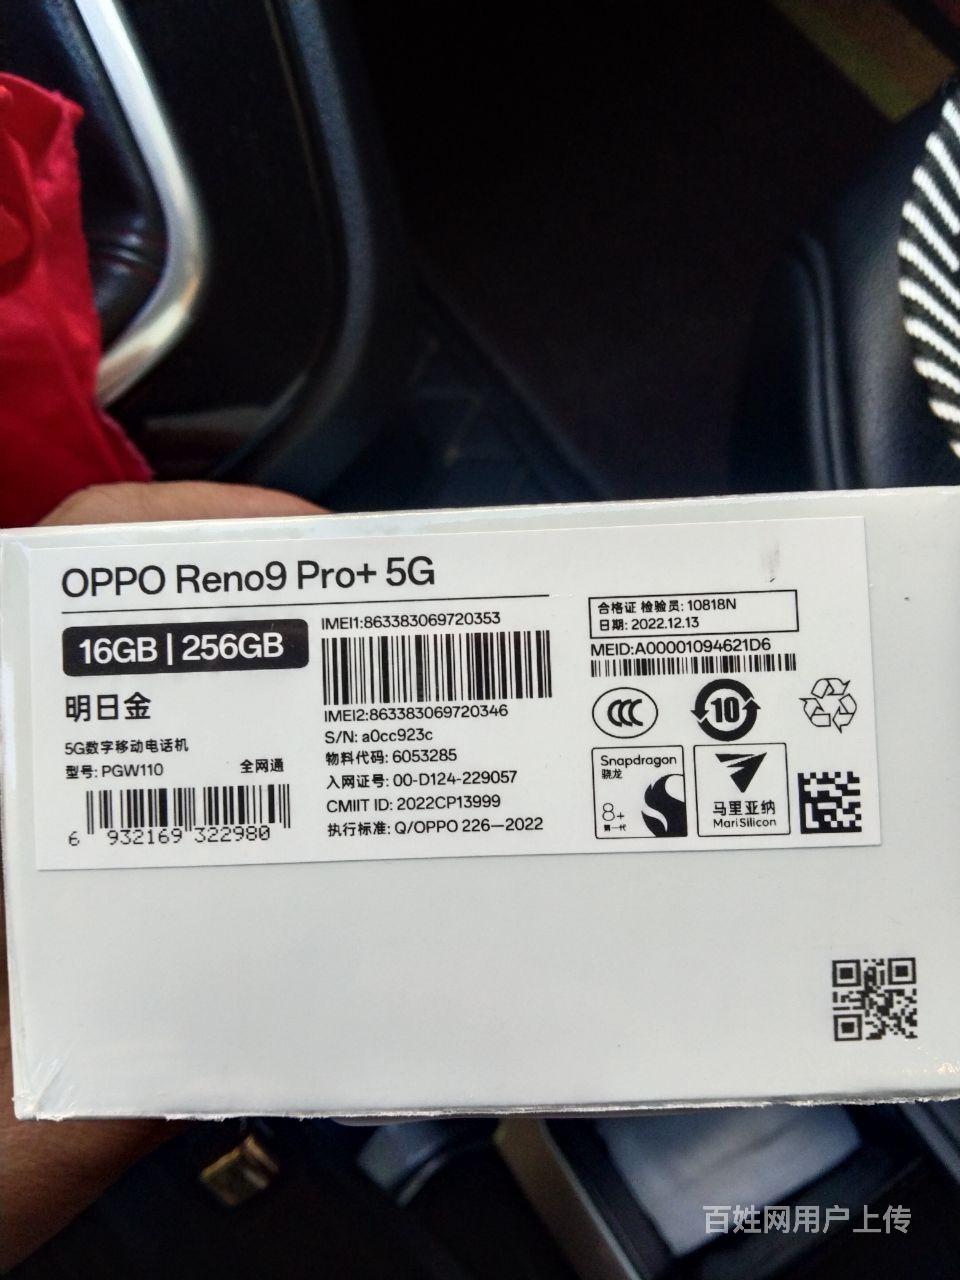 OPPO Reno9 Pro+ 5G
16GB | 256GB
明日金
5G数字移动电话机
型号: PGW110 全网通
6 932169 322980
IMEI1:863383069720353
IMEI2:863383069720346
S/N: a0cc923c
物料代码: 6053285
入网证号: 00-D124-229057
CMIIT ID: 2022CP13999
执行标准: Q/OPPO 226—2022
合格证 检验员: 10818N
日期: 2022.12.13
MEID:A00001094621D6
CCC
10
Snapdragon
骁龙
8+
第一代
马里亚纳
MariSilicon
百姓网用户上传